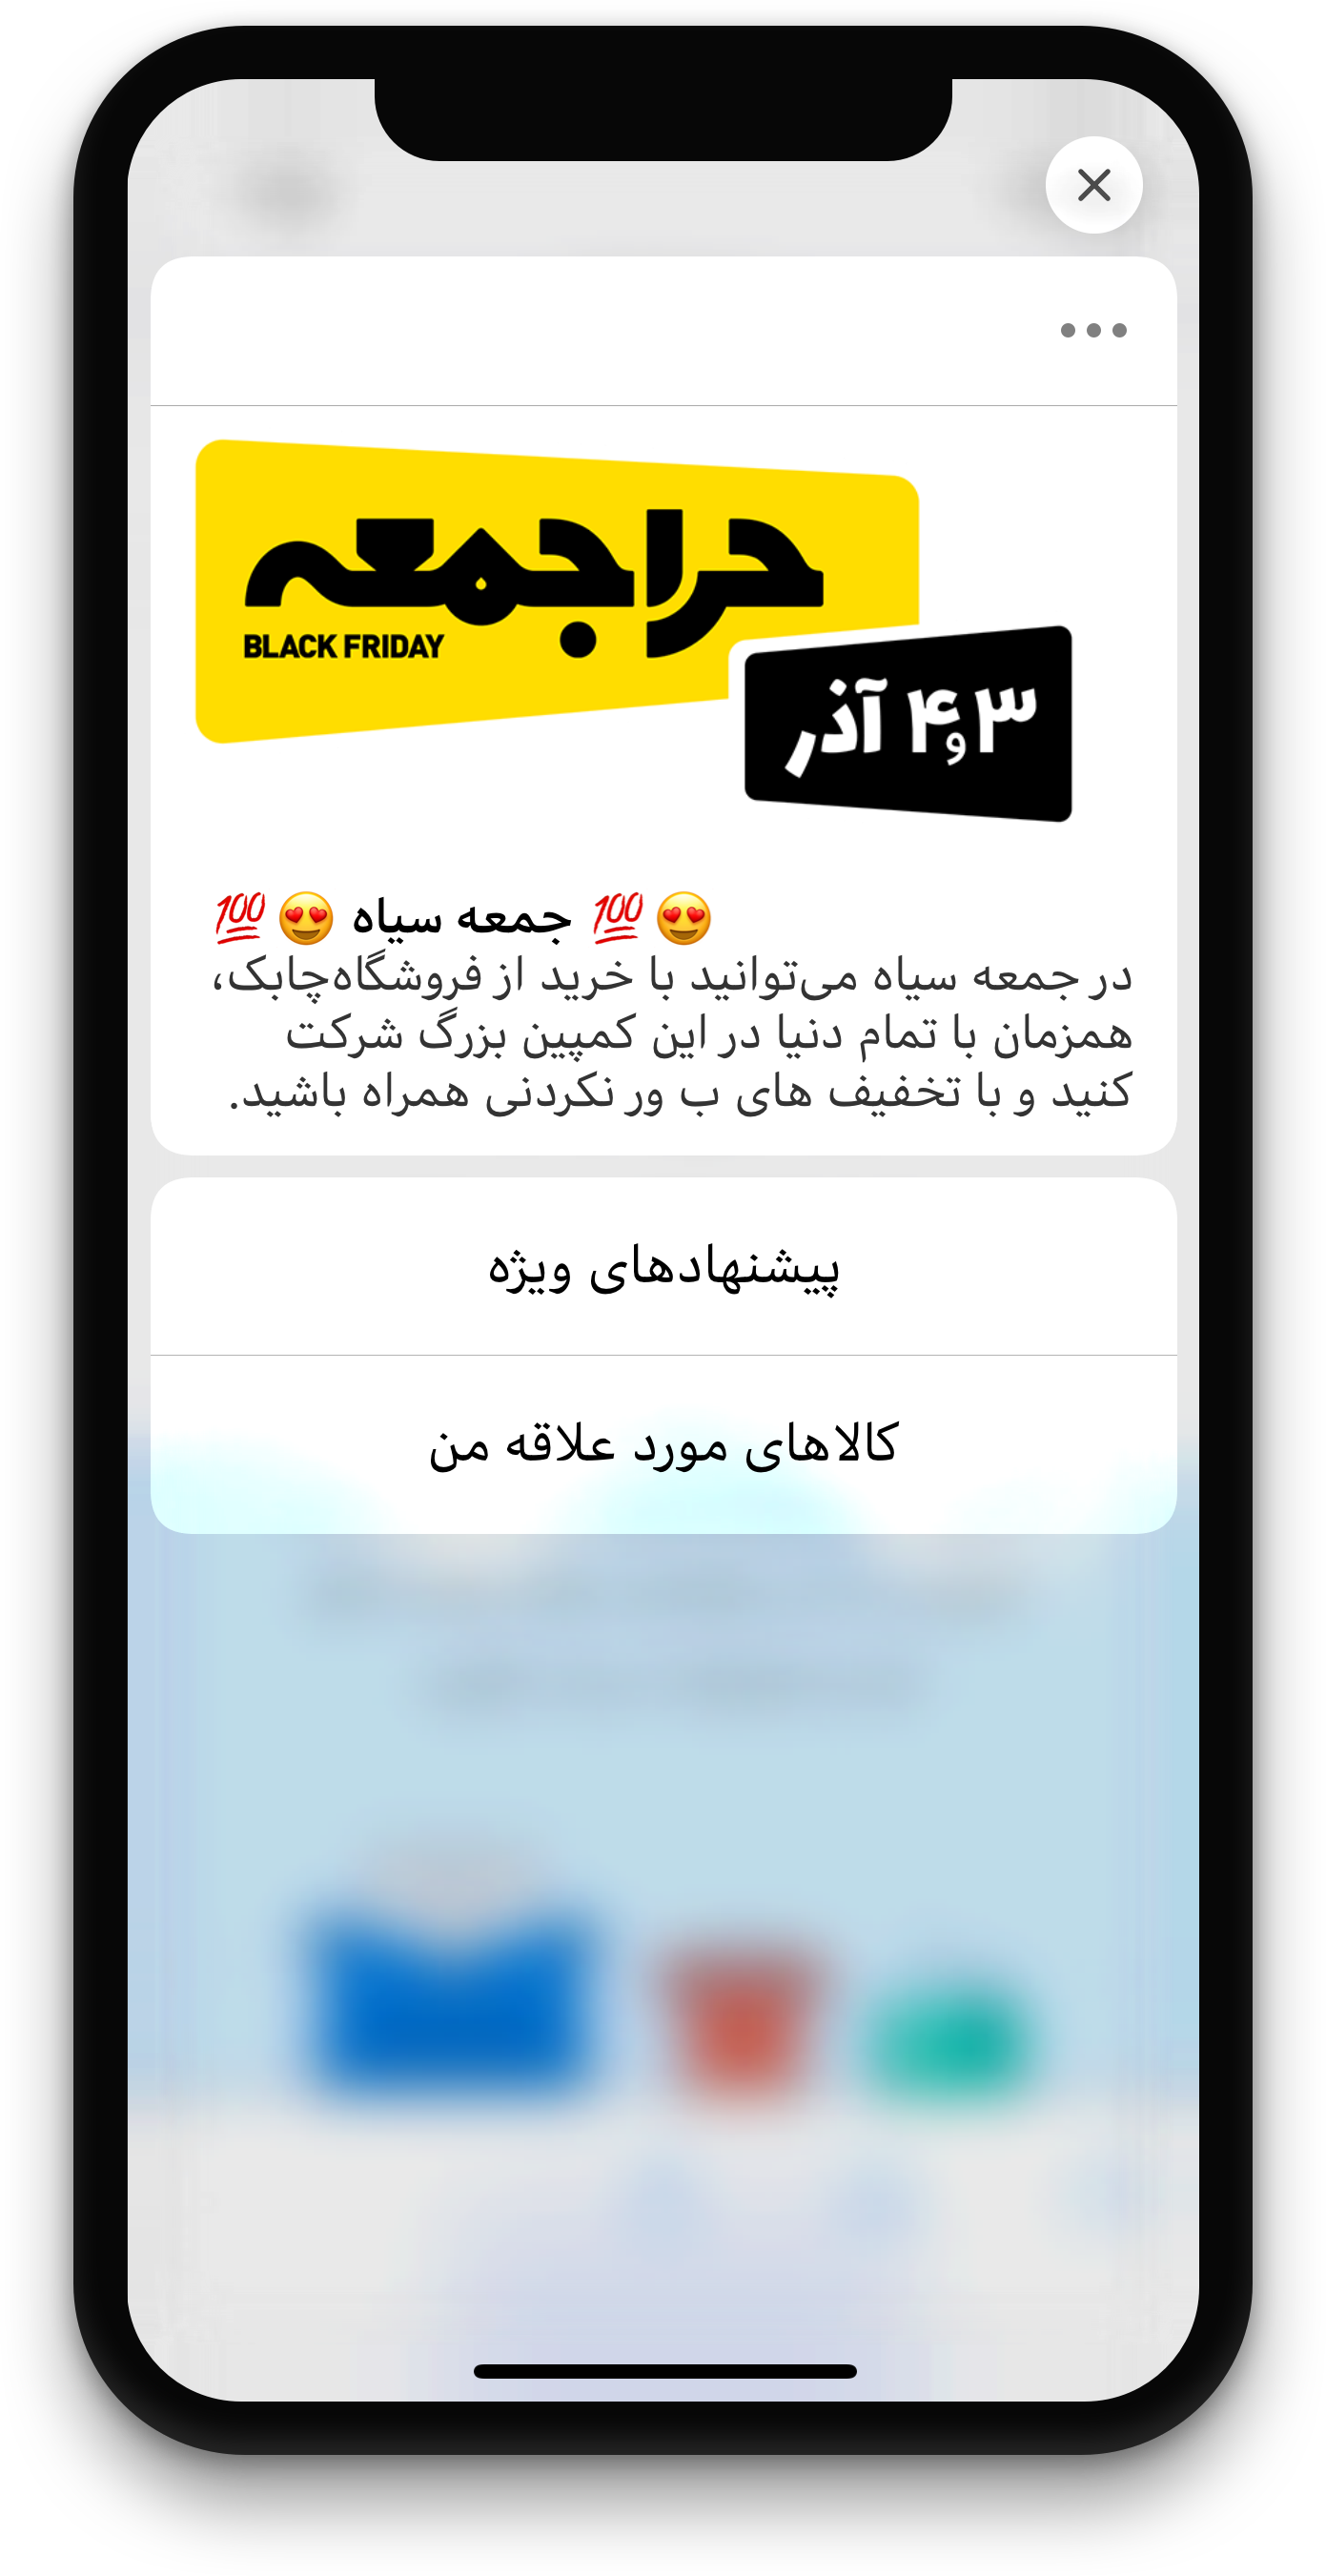 حراجمعه
BLACK FRIDAY
۳ و ۴ آذر
💯😍 جمعه سیاه 💯😍
در جمعه سیاه می‌توانید با خرید از فروشگاه‌چابک،
همزمان با تمام دنیا در این کمپین بزرگ شرکت
کنید و با تخفیف های ب ور نکردنی همراه باشید.
پیشنهادهای ویژه
کالاهای مورد علاقه من